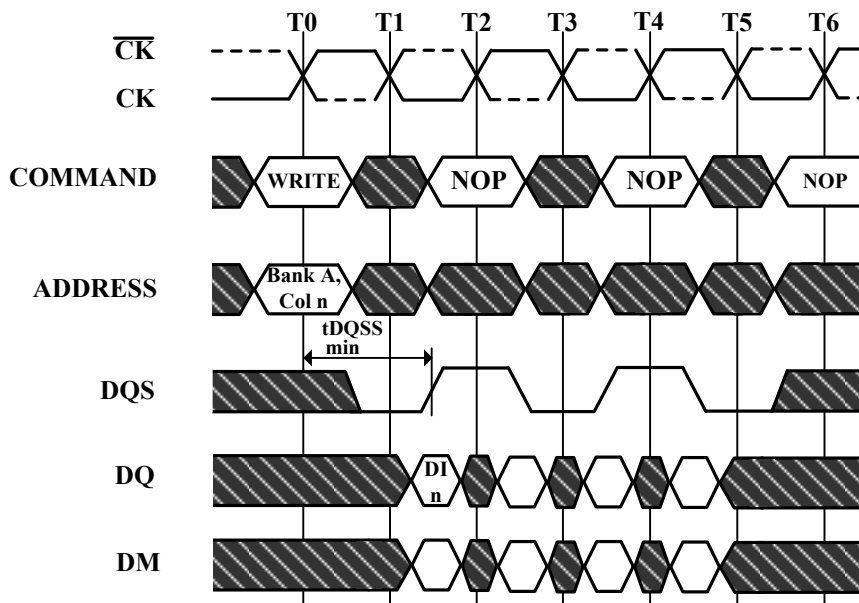 T0 T1 T2 T3 T4 T5 T6
CK
CK
COMMAND WRITE NOP NOP NOP
ADDRESS Bank A,
Col n
tDQSS
min
DQS
DQ DI
n
DM